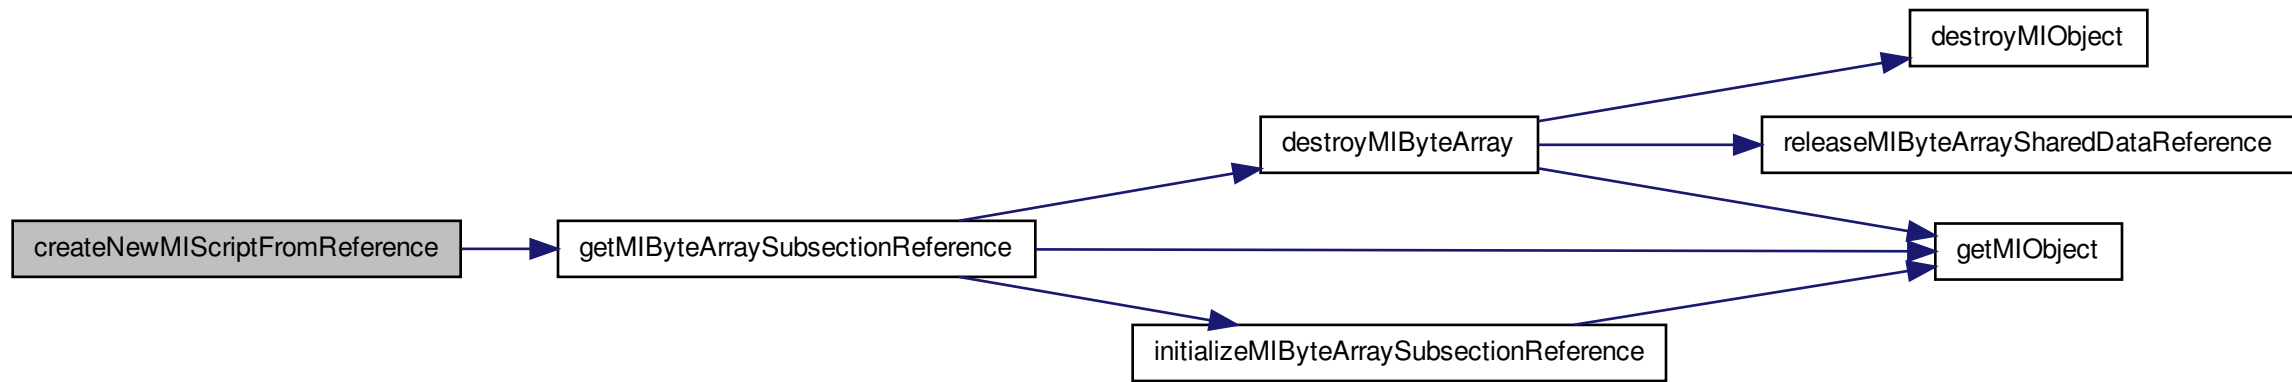 destroyMIObject
destroyMIByteArray
releaseMIByteArraySharedDataReference
createNewMIScriptFromReference
getMIByteArraySubsectionReference
getMIObject
initializeMIByteArraySubsectionReference